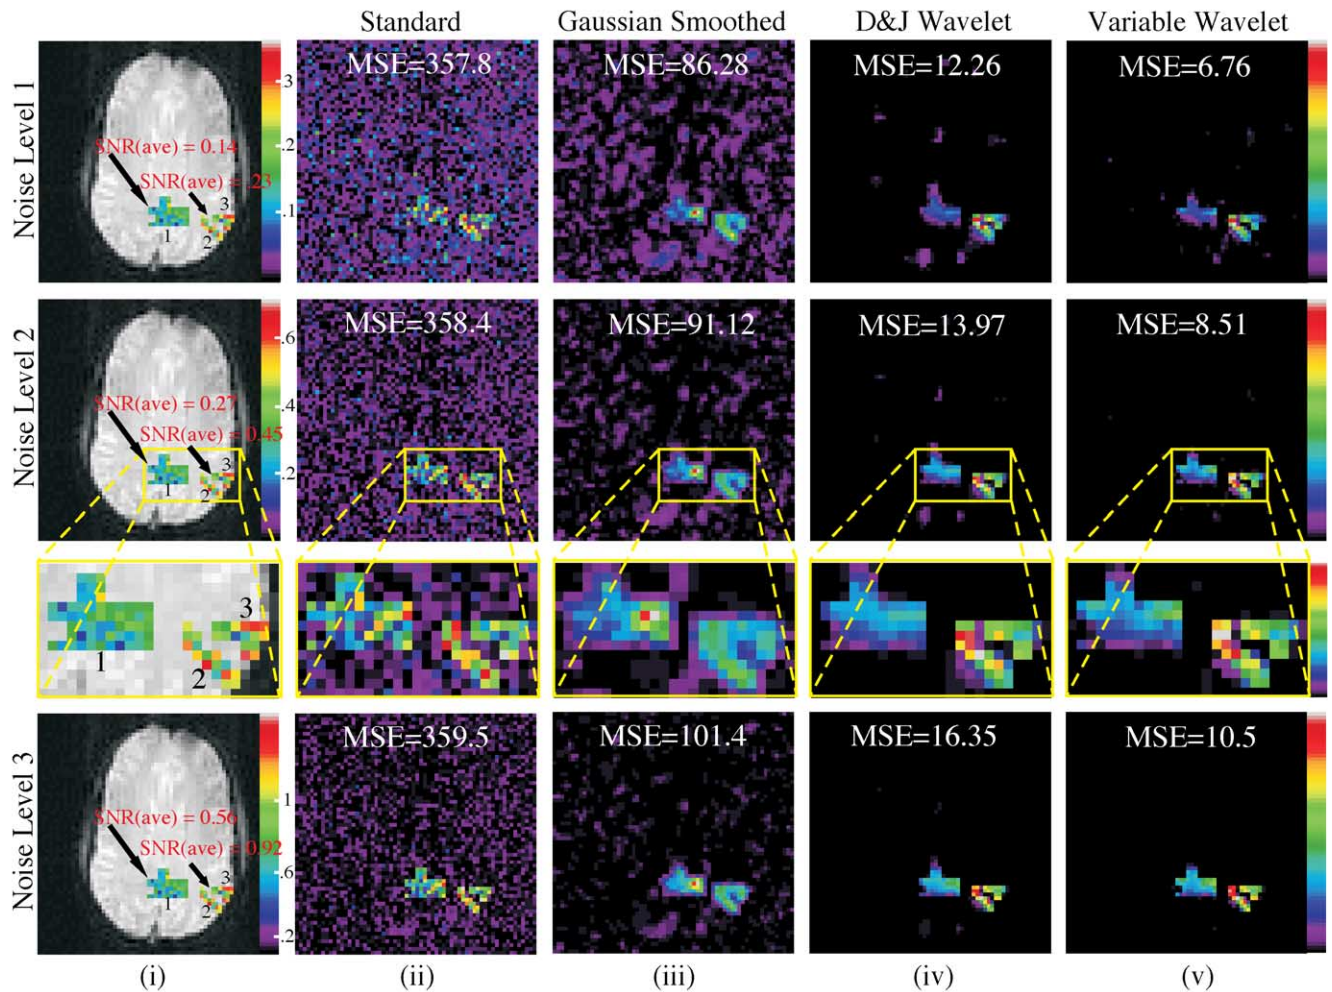 Standard
Gaussian Smoothed
D&J Wavelet
Variable Wavelet
Noise Level 1
SNR(ave) = 0.14
SNR(ave) = .23
3
1
2
.3
.2
.1
MSE=357.8
MSE=86.28
MSE=12.26
MSE=6.76
Noise Level 2
SNR(ave) = 0.27
SNR(ave) = 0.45
3
1
2
.6
.4
.2
MSE=358.4
MSE=91.12
MSE=13.97
MSE=8.51
1
2
3
Noise Level 3
SNR(ave) = 0.56
SNR(ave) = 0.92
3
1
2
1
.6
.2
MSE=359.5
MSE=101.4
MSE=16.35
MSE=10.5
(i)
(ii)
(iii)
(iv)
(v)